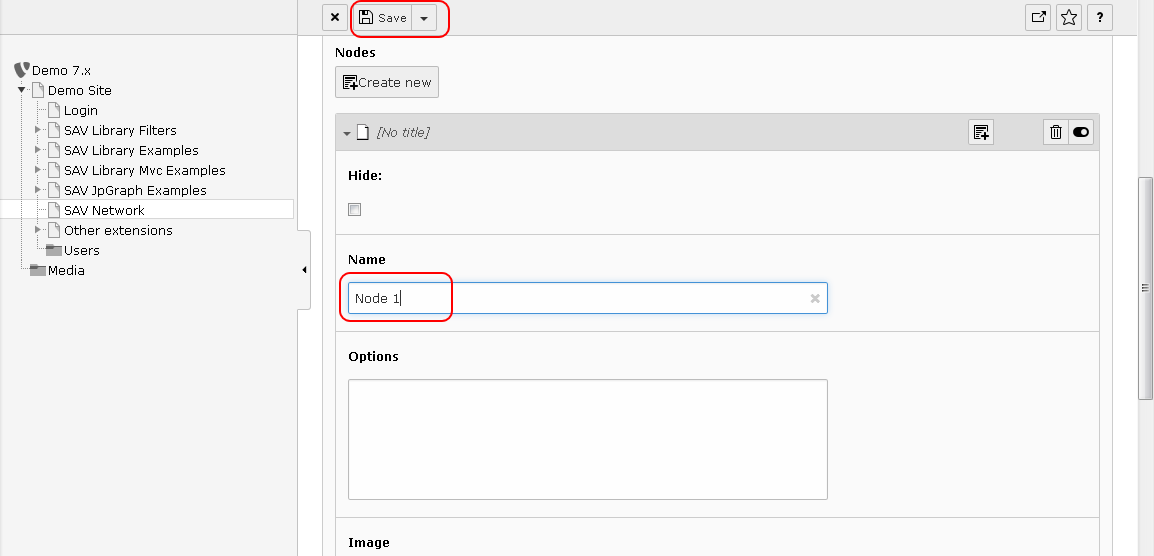 Save
?
Demo 7.x
Demo Site
Login
SAV Library Filters
SAV Library Examples
SAV Library Mvc Examples
SAV JpGraph Examples
SAV Network
Other extensions
Users
Media
Nodes
Create new
[No title]
Hide:
Name
Node 1
Options
Image